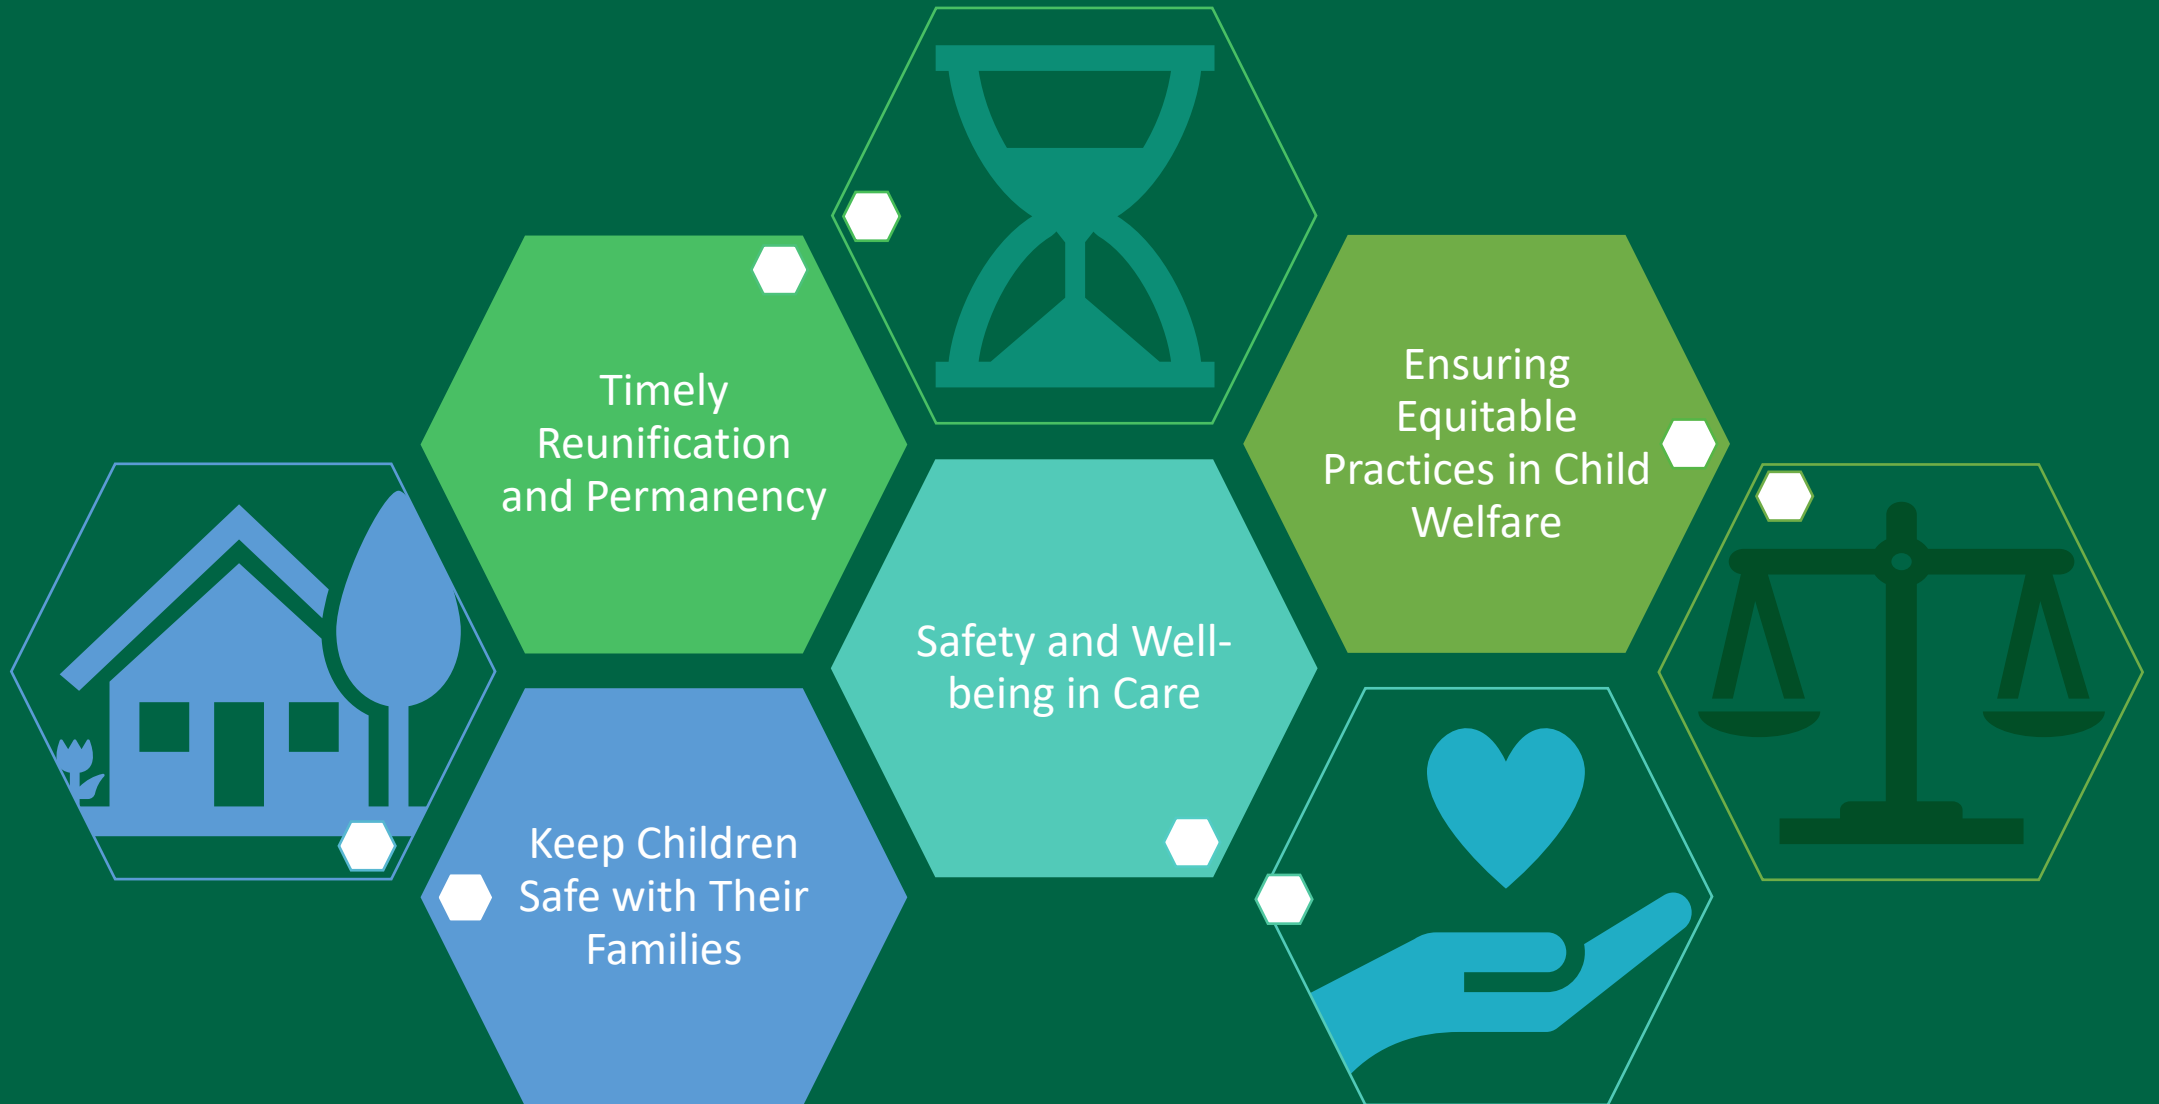 Timely
Reunification
and Permanency
Ensuring
Equitable
Practices in Child
Welfare
Safety and Well-
being in Care
Keep Children
Safe with Their
Families